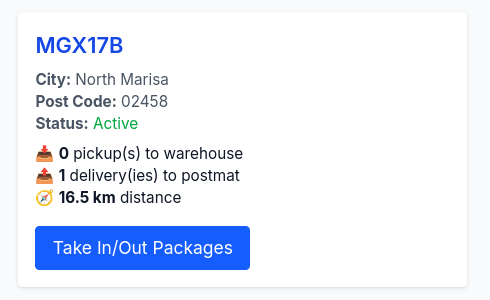 MGX17B
City: North Marisa
Post Code: 02458
Status: Active
📥 0 pickup(s) to warehouse
📤 1 delivery(ies) to postmat
🧭 16.5 km distance
Take In/Out Packages